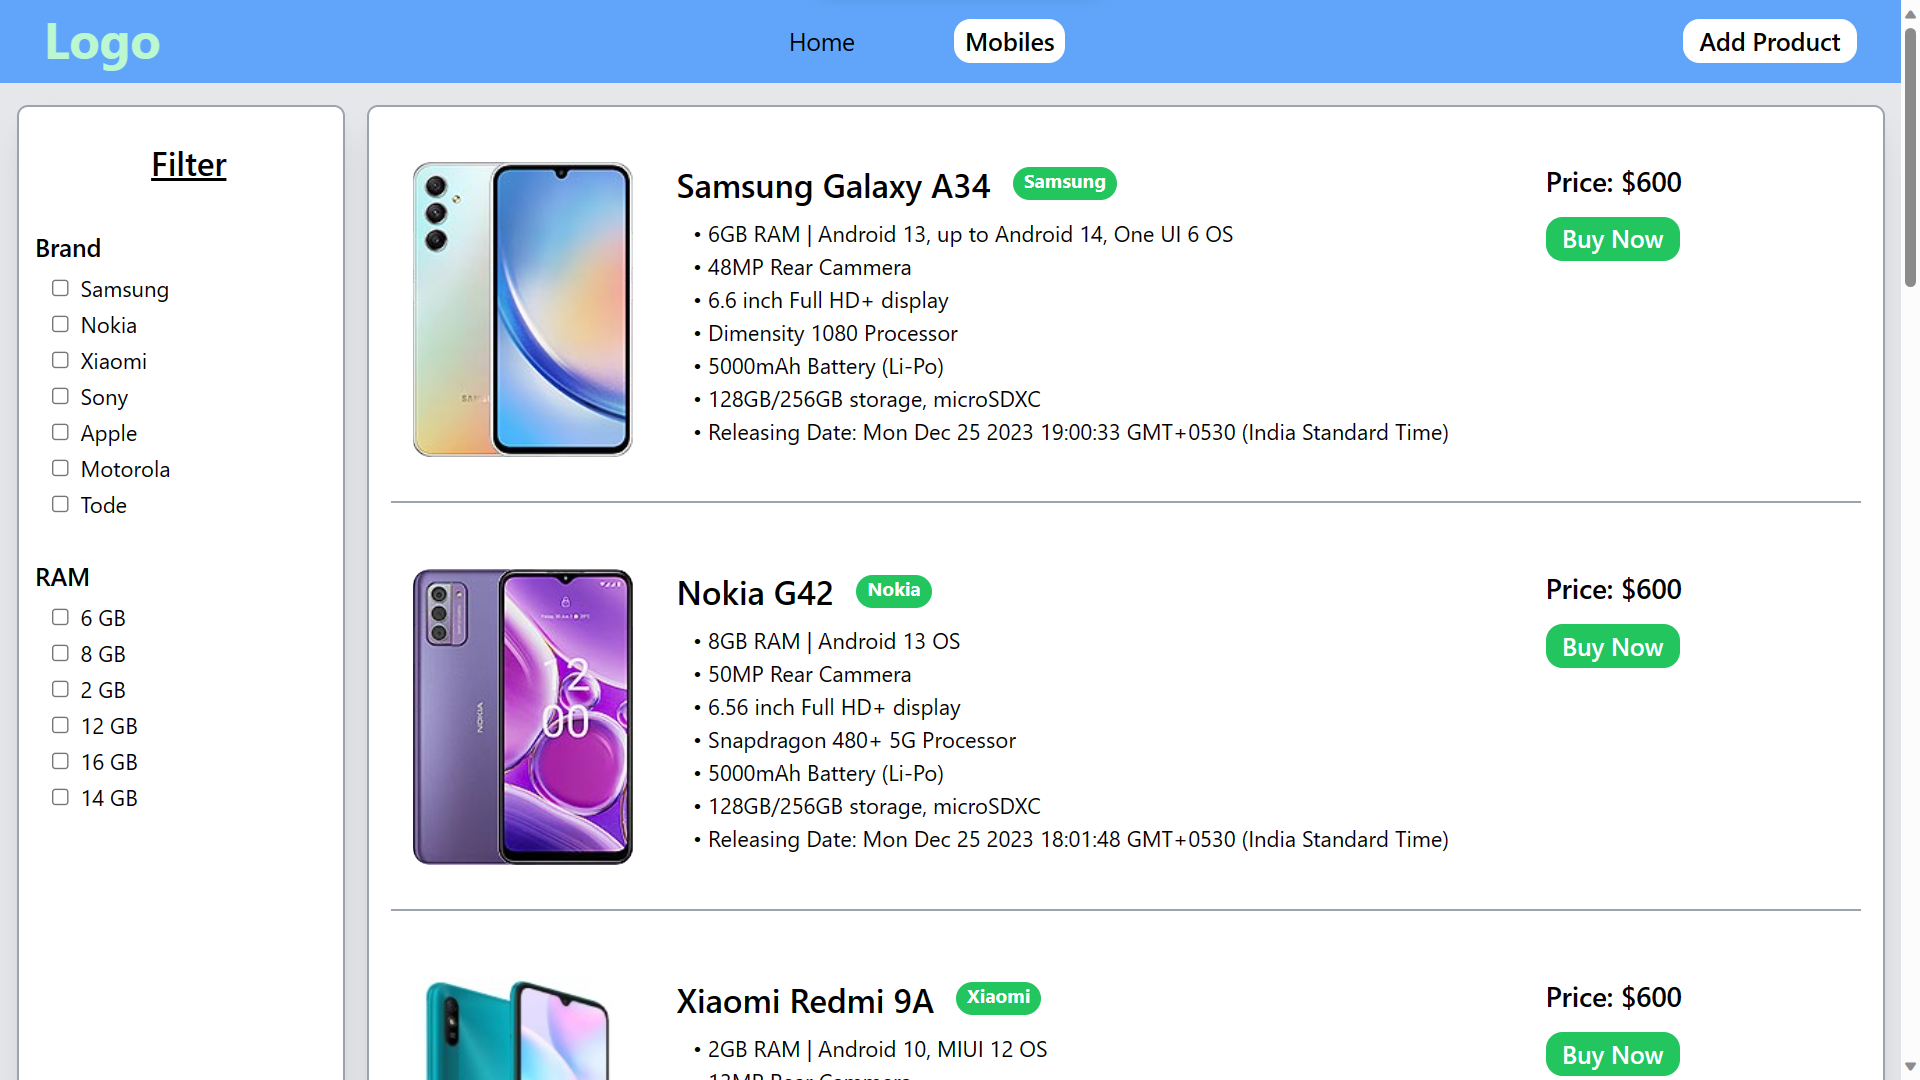 Logo
Home
Mobiles
Add Product
Filter
Brand
Samsung
Nokia
Xiaomi
Sony
Apple
Motorola
Tode
RAM
6 GB
8 GB
2 GB
12 GB
16 GB
14 GB
Samsung Galaxy A34 Samsung
• 6GB RAM | Android 13, up to Android 14, One UI 6 OS
• 48MP Rear Cammera
• 6.6 inch Full HD+ display
• Dimensity 1080 Processor
• 5000mAh Battery (Li-Po)
• 128GB/256GB storage, microSDXC
• Releasing Date: Mon Dec 25 2023 19:00:33 GMT+0530 (India Standard Time)
Price: $600
Buy Now
NOKIA
12
00
Nokia G42 Nokia
• 8GB RAM | Android 13 OS
• 50MP Rear Cammera
• 6.56 inch Full HD+ display
• Snapdragon 480+ 5G Processor
• 5000mAh Battery (Li-Po)
• 128GB/256GB storage, microSDXC
• Releasing Date: Mon Dec 25 2023 18:01:48 GMT+0530 (India Standard Time)
Price: $600
Buy Now
Xiaomi Redmi 9A Xiaomi
• 2GB RAM | Android 10, MIUI 12 OS
Price: $600
Buy Now